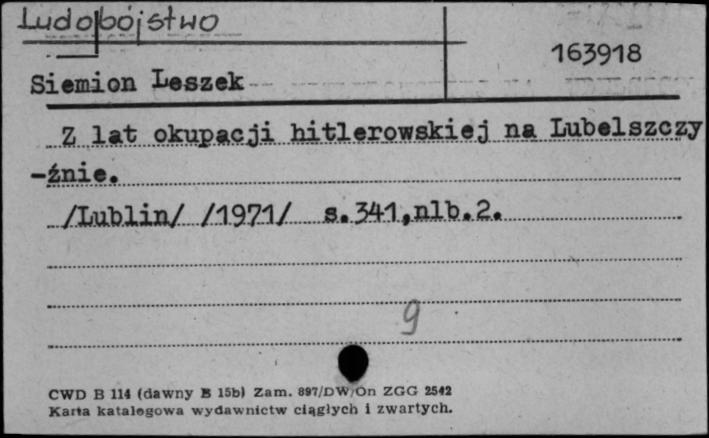 Ludobójstwo
163918
Siemion Leszek
Z lat okupacji hitlerowskiej na Lubelszczy
-źnie.
/Lublin/ /1971/ s.341,nlb.2.
9
CWD B 114 (dawny B 15b) Zam. 897/DW/On ZGG 2542
Karta katalogowa wydawnictw ciągłych i zwartych.